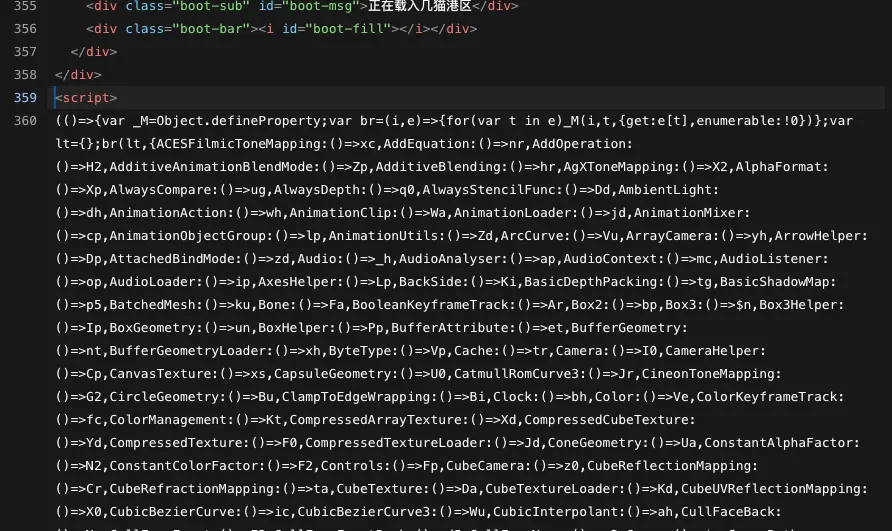 355 <div class="boot-sub" id="boot-msg">正在载入几猫港区</div>
356 <div class="boot-bar"><i id="boot-fill"></i></div>
357 </div>
358 </div>
359 <script>
360 (()=>{var _M=Object.defineProperty;var br=(i,e)=>{for(var t in e)_M(i,t,{get:e[t],enumerable:!0})};var
lt={};br(lt,{ACESFilmicToneMapping:()=>xc,AddEquation:()=>nr,AddOperation:
()=>H2,AdditiveAnimationBlendMode:()=>Zp,AdditiveBlending:()=>hr,AgXToneMapping:()=>X2,AlphaFormat:
()=>Xp,AlwaysCompare:()=>ug,AlwaysDepth:()=>q0,AlwaysStencilFunc:()=>Dd,AmbientLight:
()=>dh,AnimationAction:()=>wh,AnimationClip:()=>Wa,AnimationLoader:()=>jd,AnimationMixer:
()=>cp,AnimationObjectGroup:()=>lp,AnimationUtils:()=>Zd,ArcCurve:()=>Vu,ArrayCamera:()=>yh,ArrowHelper:
()=>Dp,AttachedBindMode:()=>zd,Audio:()=>_h,AudioAnalyser:()=>ap,AudioContext:()=>mc,AudioListener:
()=>op,AudioLoader:()=>ip,AxesHelper:()=>Lp,BackSide:()=>Ki,BasicDepthPacking:()=>tg,BasicShadowMap:
()=>p5,BatchedMesh:()=>ku,Bone:()=>Fa,BooleanKeyframeTrack:()=>Ar,Box2:()=>bp,Box3:()=>$n,Box3Helper:
()=>Ip,BoxGeometry:()=>un,BoxHelper:()=>Pp,BufferAttribute:()=>et,BufferGeometry:
()=>nt,BufferGeometryLoader:()=>xh,ByteType:()=>Vp,Cache:()=>tr,Camera:()=>I0,CameraHelper:
()=>Cp,CanvasTexture:()=>xs,CapsuleGeometry:()=>U0,CatmullRomCurve3:()=>Jr,CineonToneMapping:
()=>G2,CircleGeometry:()=>Bu,ClampToEdgeWrapping:()=>Bi,Clock:()=>bh,Color:()=>Ve,ColorKeyframeTrack:
()=>fc,ColorManagement:()=>Kt,CompressedArrayTexture:()=>Xd,CompressedCubeTexture:
()=>Yd,CompressedTexture:()=>F0,CompressedTextureLoader:()=>Jd,ConeGeometry:()=>Ua,ConstantAlphaFactor:
()=>N2,ConstantColorFactor:()=>F2,Controls:()=>Fp,CubeCamera:()=>z0,CubeReflectionMapping:
()=>Cr,CubeRefractionMapping:()=>ta,CubeTexture:()=>Da,CubeTextureLoader:()=>Kd,CubeUVReflectionMapping:
()=>X0,CubicBezierCurve:()=>ic,CubicBezierCurve3:()=>Wu,CubicInterpolant:()=>ah,CullFaceBack: